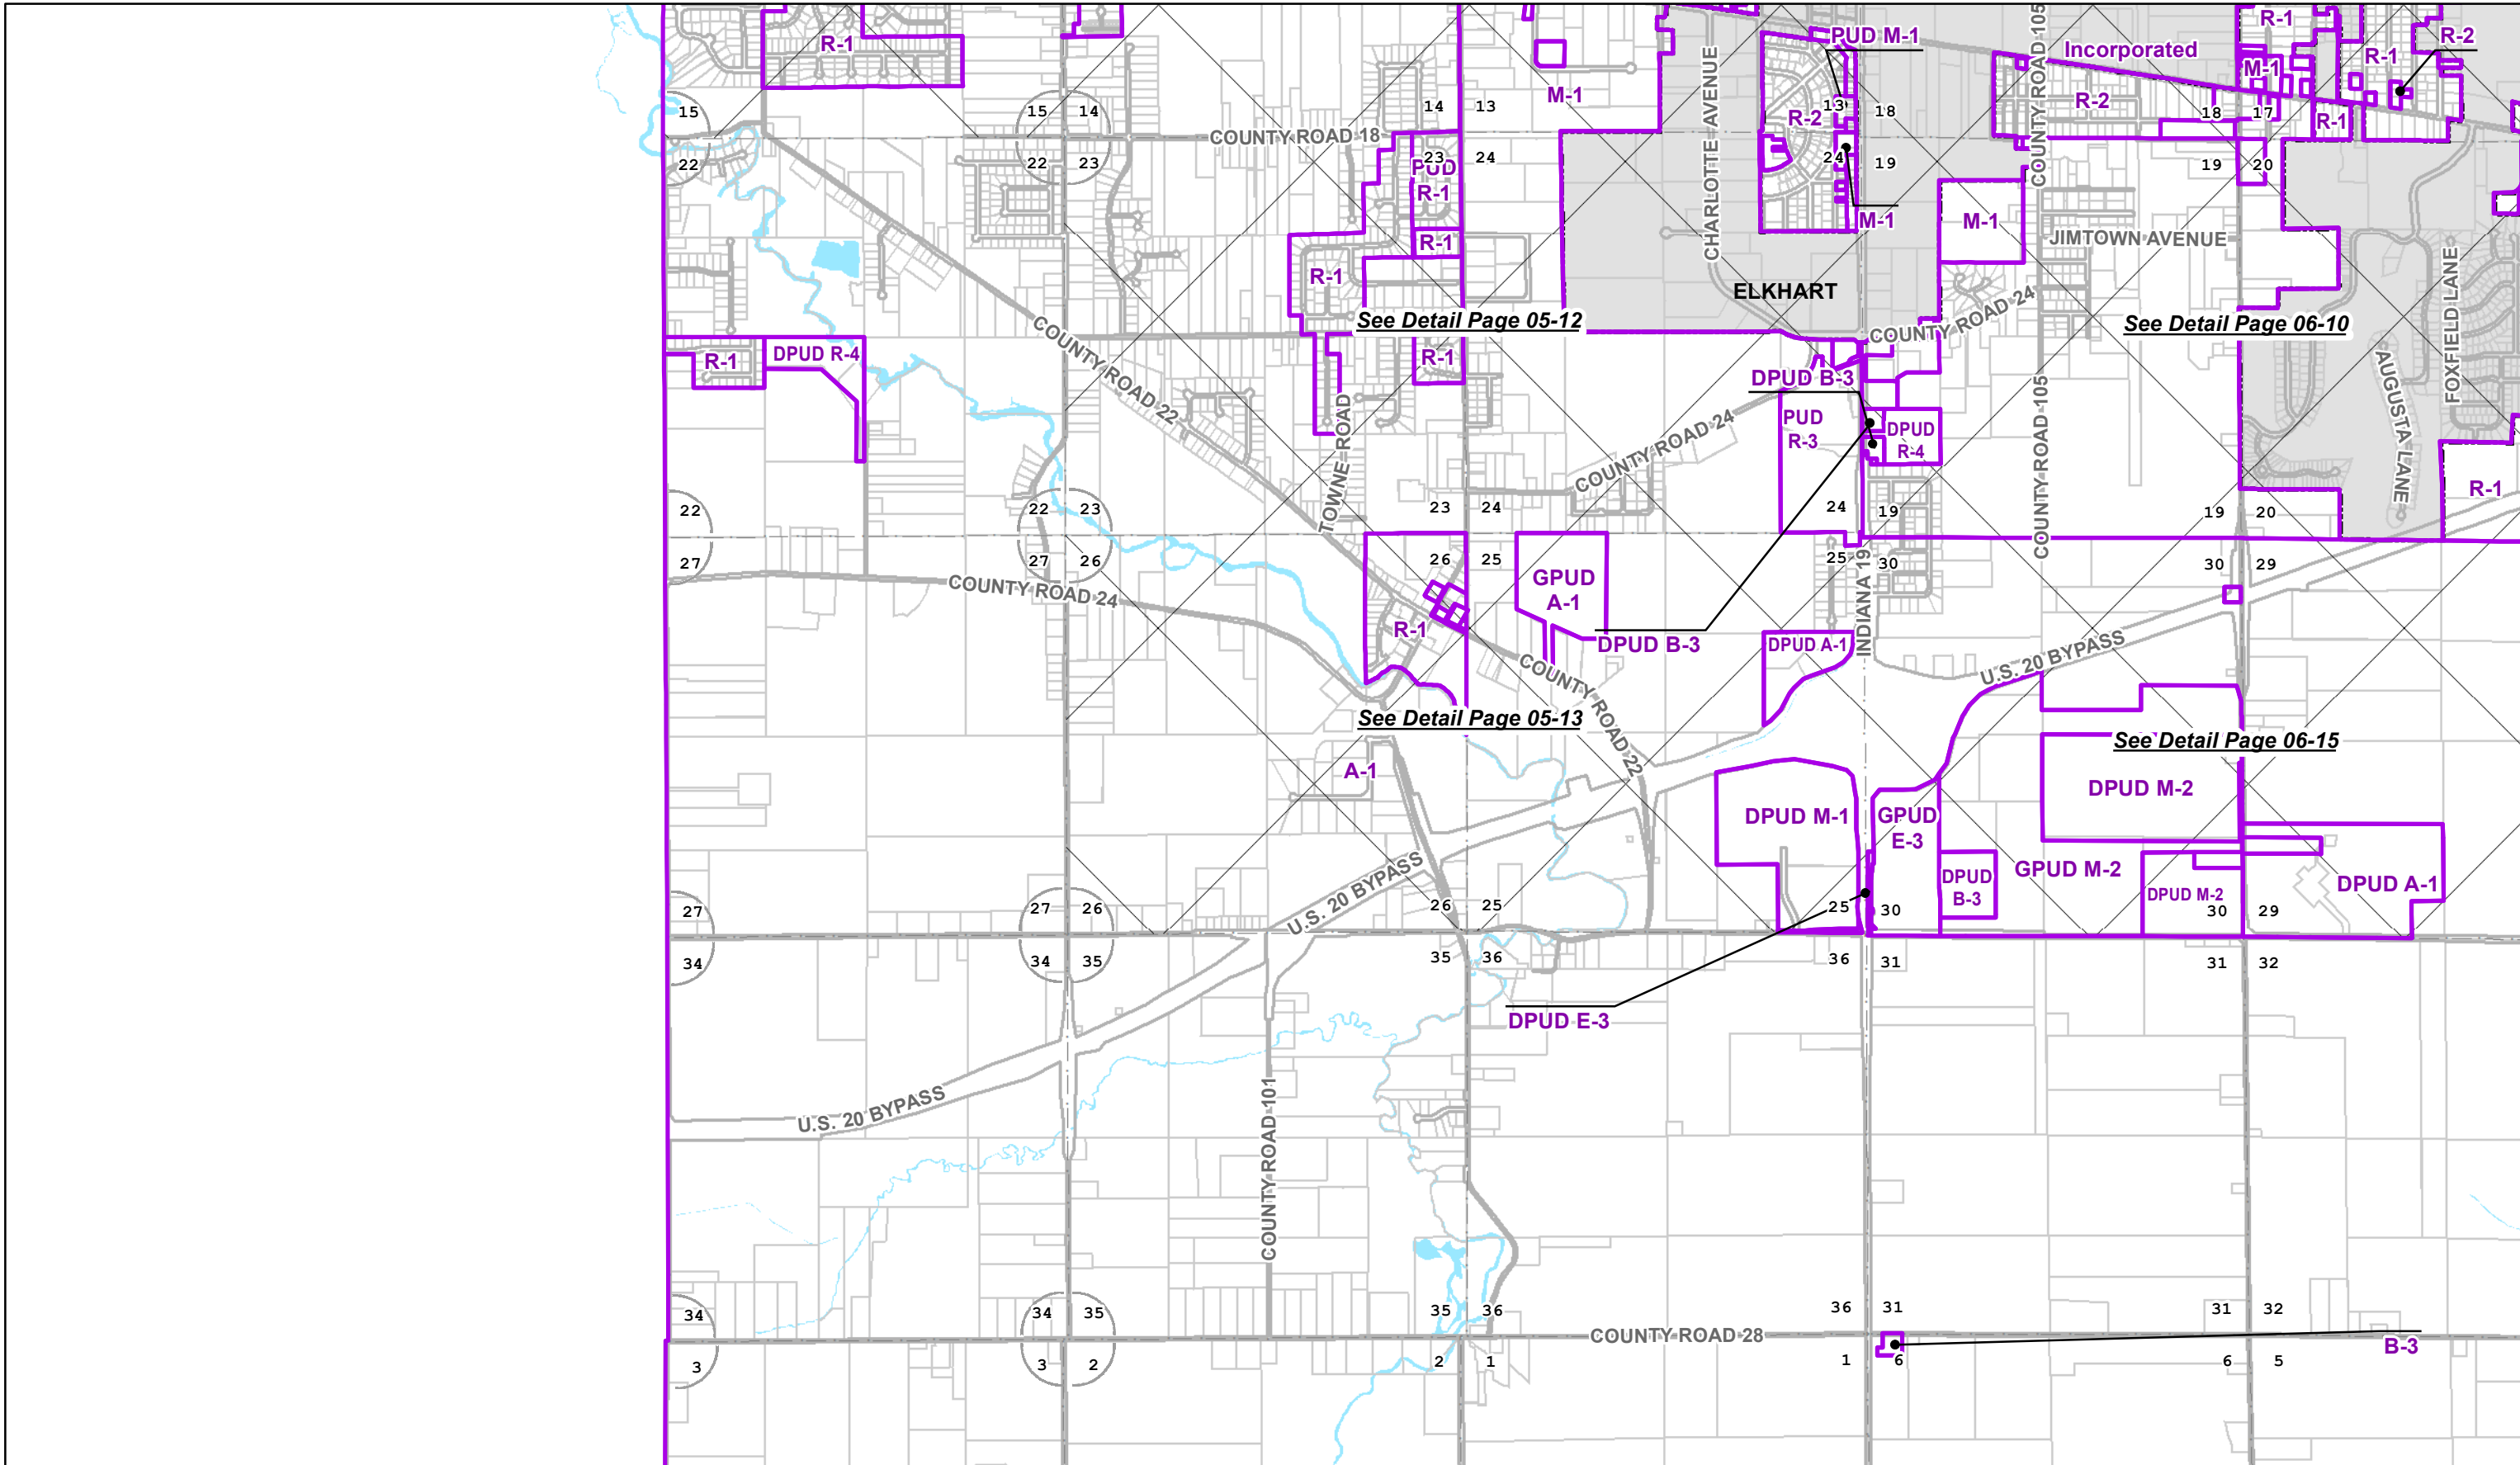 R-1
PUD M-1
COUNTY ROAD 105
Incorporated
R-1
R-2
R-1
M-1
M-1
R-2
R-2
R-1
CHARLOTTE AVENUE
15
15
14
14
13
13
18
18
17
COUNTY ROAD 18
22
22
23
23
24
24
19
19
20
PUD
R-1
R-1
M-1
M-1
JIMTOWN AVENUE
R-1
ELKHART
COUNTY ROAD 24
FOXFIELD LANE
See Detail Page 05-12
See Detail Page 06-10
COUNTY ROAD 22
R-1
DPUD R-4
R-1
DPUD B-3
AUGUSTA LANE
PUD
R-3
DPUD
R-4
COUNTY ROAD 24
TOWNE ROAD
COUNTY ROAD 105
R-1
22
22
23
23
24
24
19
19
20
27
27
26
26
25
25
30
30
29
INDIANA 19
COUNTY ROAD 24
GPUD
A-1
R-1
DPUD B-3
DPUD A-1
U.S. 20 BYPASS
COUNTY ROAD 22
See Detail Page 05-13
See Detail Page 06-15
A-1
DPUD M-2
DPUD M-1
GPUD
E-3
GPUD M-2
DPUD
B-3
DPUD M-2
DPUD A-1
U.S. 20 BYPASS
27
27
26
26
25
25
30
30
29
34
34
35
35
36
36
31
31
32
DPUD E-3
U.S. 20 BYPASS
COUNTY ROAD 101
34
34
35
35
36
36
31
31
32
COUNTY ROAD 28
B-3
3
3
2
2
1
1
6
6
5